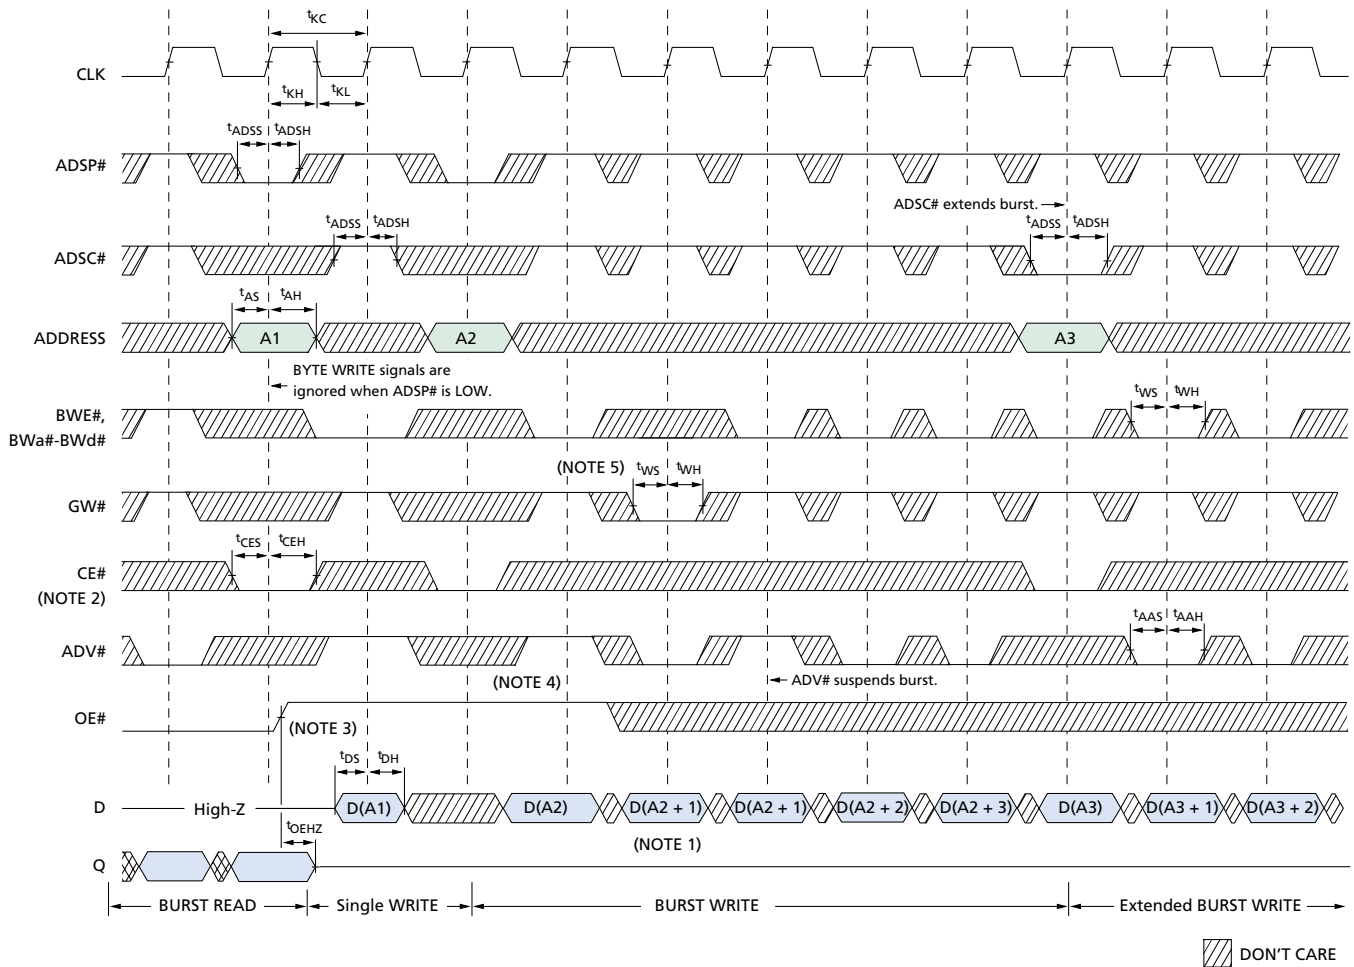 tKC
CLK
tKH
tKL
tADSS
tADSH
ADSP#
ADSC# extends burst.
tADSS
tADSH
tADSS
tADSH
ADSC#
tAS
tAH
ADDRESS
A1
A2
A3
BYTE WRITE signals are
ignored when ADSP# is LOW.
tWS
tWH
BWE#,
BWa#-BWd#
(NOTE 5)
tWS
tWH
GW#
tCES
tCEH
CE#
(NOTE 2)
tAAS
tAAH
ADV#
(NOTE 4)
ADV# suspends burst.
OE#
(NOTE 3)
tDS
tDH
D
High-Z
D(A1)
D(A2)
D(A2 + 1)
D(A2 + 1)
D(A2 + 2)
D(A2 + 3)
D(A3)
D(A3 + 1)
D(A3 + 2)
tOEHZ
(NOTE 1)
Q
BURST READ
Single WRITE
BURST WRITE
Extended BURST WRITE
DON'T CARE